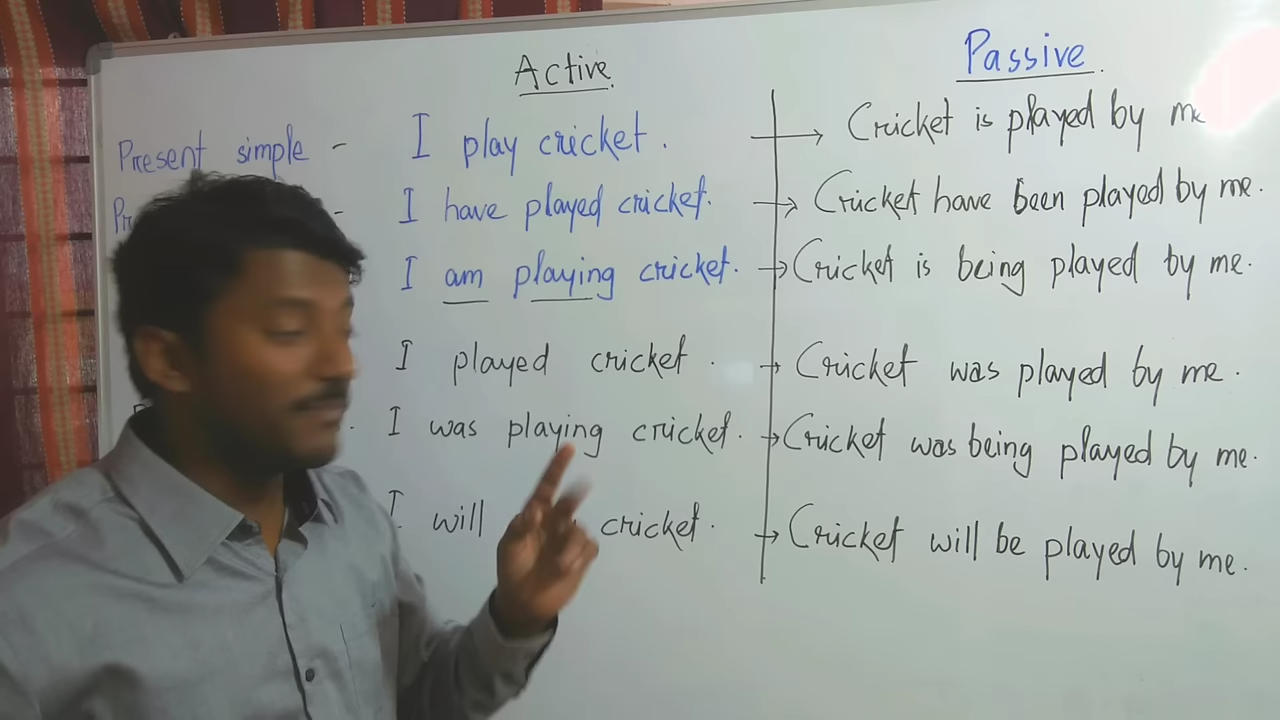 Active Passive
Present simple - I play cricket. → Cricket is played by me
- I have played cricket. → Cricket have been played by me.
I am playing cricket. → Cricket is being played by me.
I played cricket. → Cricket was played by me.
I was playing cricket. → Cricket was being played by me.
I will cricket. → Cricket will be played by me.